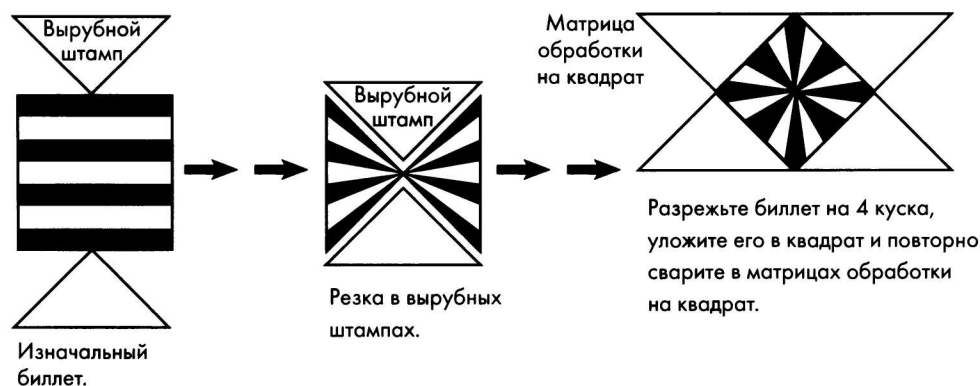 Вырубной
штамп
Изначальный
биллет.
Вырубной
штамп
Резка в вырубных
штампах.
Матрица
обработки
на квадрат
Разрежьте биллет на 4 куска,
уложите его в квадрат и повторно
сварите в матрицах обработки
на квадрат.